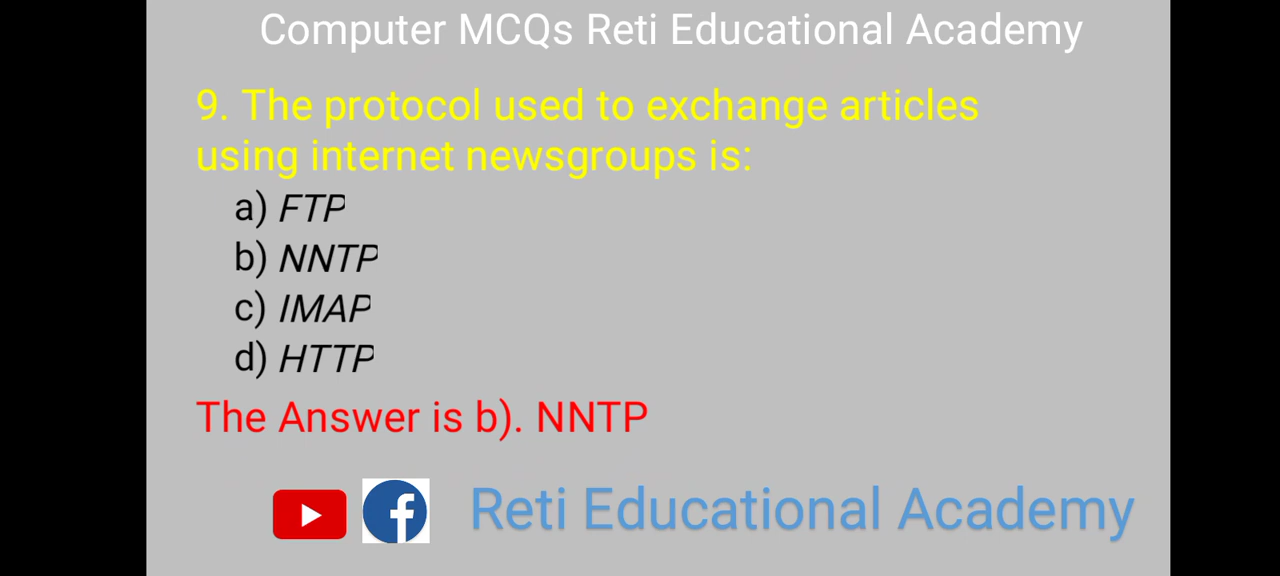 Computer MCQs Reti Educational Academy
9. The protocol used to exchange articles
using internet newsgroups is:
a) FTP
b) NNTP
c) IMAP
d) HTTP
The Answer is b). NNTP
Reti Educational Academy